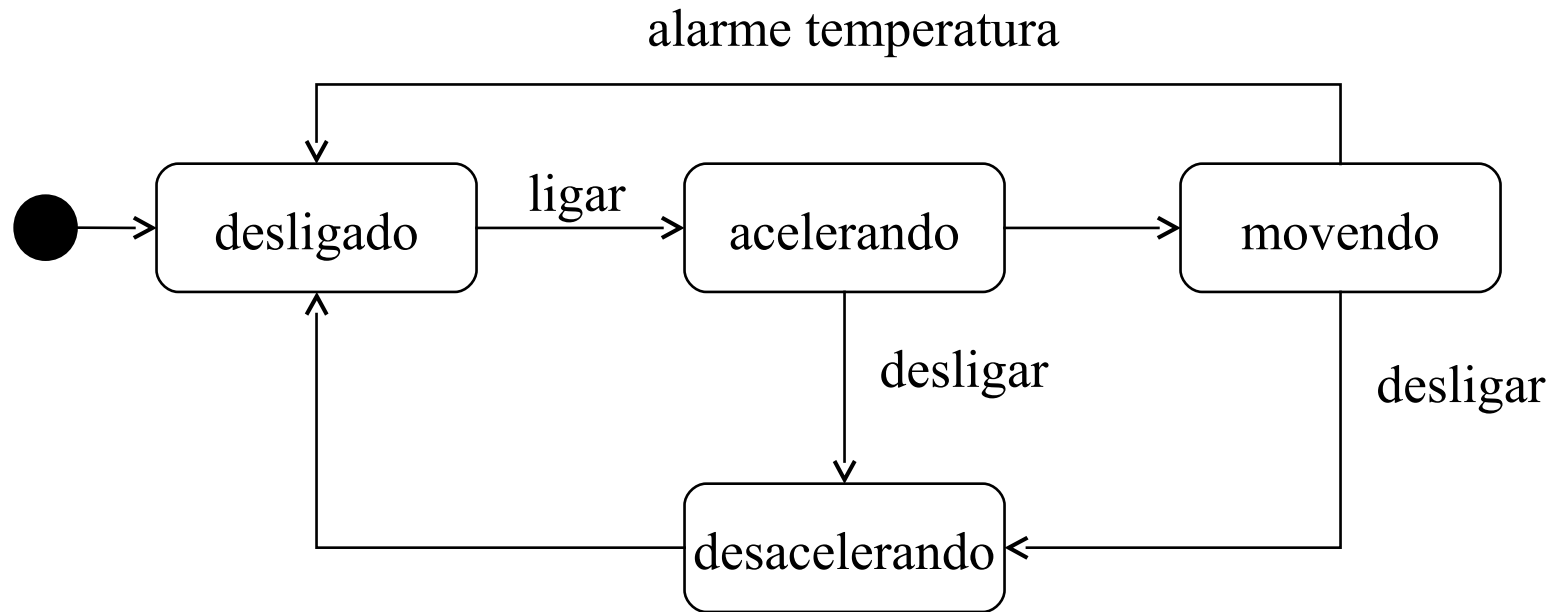 alarme temperatura
ligar
desligado
acelerando
movendo
desligar
desligar
desacelerando